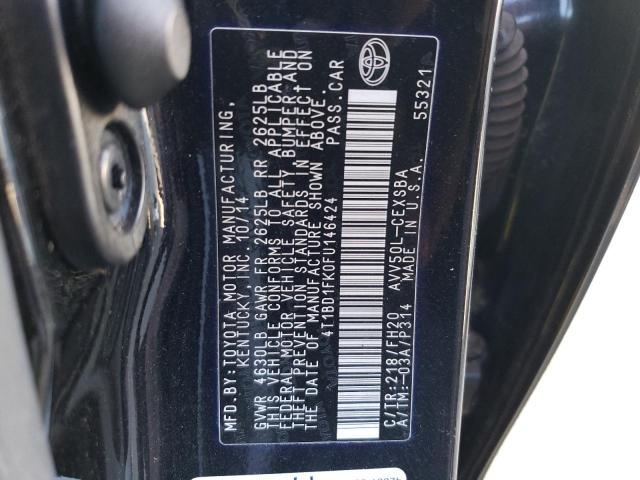 MFD.BY:TOYOTA MOTOR MANUFACTURING,
KENTUCKY,INC. 10/14
GVWR 4630LB GAWR FR 2625LB RR 2625LB
THIS VEHICLE CONFORMS TO ALL APPLICABLE
FEDERAL MOTOR VEHICLE SAFETY, BUMPER AND
THEFT PREVENTION STANDARDS IN EFFECT ON
THE DATE OF MANUFACTURE SHOWN ABOVE.
4T1BD1FK0FU146424 PASS.CAR
C/TR:218/FH20 AVV50L-CEXSBA
A/TM:-03A/P314 MADE IN U.S.A.
55321